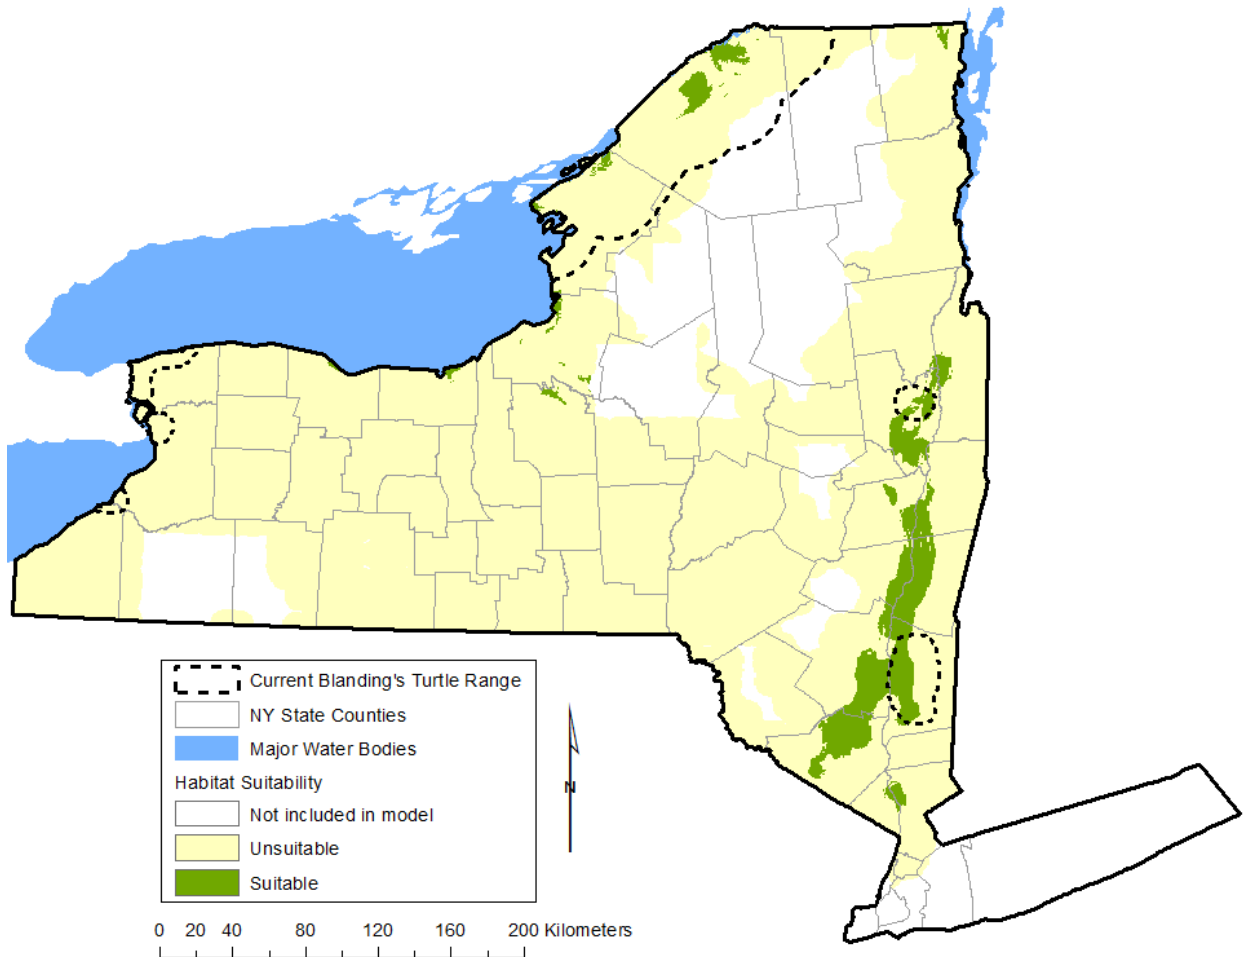 Current Blanding's Turtle Range
NY State Counties
Major Water Bodies
Habitat Suitability
Not included in model
Unsuitable
Suitable
N
0 20 40 80 120 160 200 Kilometers